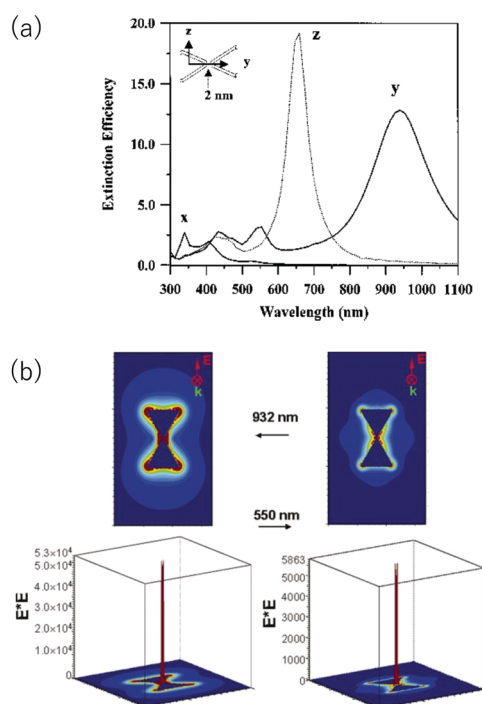 (a)
Extinction Efficiency
20.0
15.0
10.0
5.0
0.0
z
y
2 nm
x
z
y
300 400 500 600 700 800 900 1000 1100
Wavelength (nm)
(b)
E
k
E
k
932 nm
550 nm
E*E
5.3×10⁴
5.0×10⁴
4.0×10⁴
3.0×10⁴
2.0×10⁴
1.0×10⁴
0
E*E
5863
5000
4000
3000
2000
1000
0